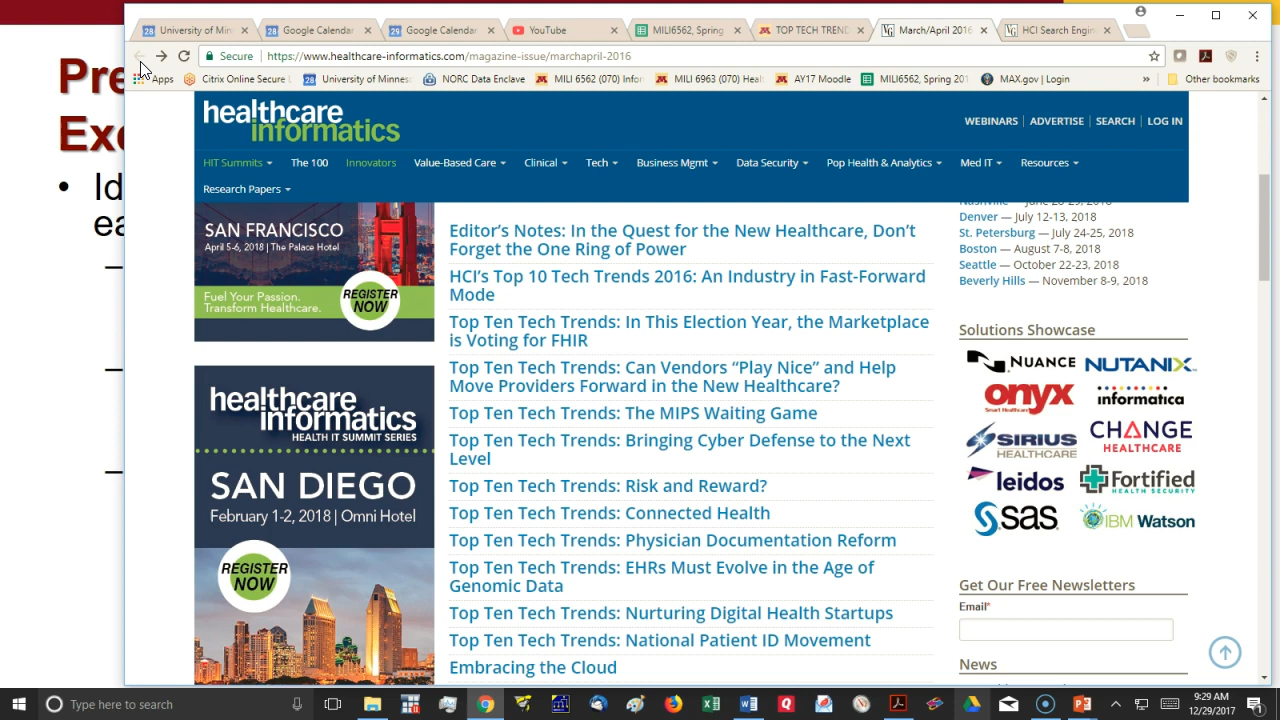 Pre
Exe
• Id
ea
–
–
–
University of Min
Google Calendar
Google Calendar
YouTube
MILI6562, Spring
TOP TECH TREND
March/April 2016
HCI Search Engin
Secure
https://www.healthcare-informatics.com/magazine-issue/marchapril-2016
Apps
Citrix Online Secure L
University of Minnes
NORC Data Enclave
MILI 6562 (070) Infor
MILI 6963 (070) Heal
AY17 Moodle
MILI6562, Spring 201
MAX.gov | Login
»
Other bookmarks
healthcare
informatics
WEBINARS | ADVERTISE | SEARCH | LOG IN
HIT Summits
The 100
Innovators
Value-Based Care
Clinical
Tech
Business Mgmt
Data Security
Pop Health & Analytics
Med IT
Resources
Research Papers
SAN FRANCISCO
April 5-6, 2018 | The Palace Hotel
Fuel Your Passion.
Transform Healthcare.
REGISTER
NOW
healthcare
informatics
HEALTH IT SUMMIT SERIES
SAN DIEGO
February 1-2, 2018 | Omni Hotel
REGISTER
NOW
Editor's Notes: In the Quest for the New Healthcare, Don't
Forget the One Ring of Power
HCI's Top 10 Tech Trends 2016: An Industry in Fast-Forward
Mode
Top Ten Tech Trends: In This Election Year, the Marketplace
is Voting for FHIR
Top Ten Tech Trends: Can Vendors “Play Nice” and Help
Move Providers Forward in the New Healthcare?
Top Ten Tech Trends: The MIPS Waiting Game
Top Ten Tech Trends: Bringing Cyber Defense to the Next
Level
Top Ten Tech Trends: Risk and Reward?
Top Ten Tech Trends: Connected Health
Top Ten Tech Trends: Physician Documentation Reform
Top Ten Tech Trends: EHRs Must Evolve in the Age of
Genomic Data
Top Ten Tech Trends: Nurturing Digital Health Startups
Top Ten Tech Trends: National Patient ID Movement
Embracing the Cloud
Nashville — June 28-29, 2018
Denver — July 12-13, 2018
St. Petersburg — July 24-25, 2018
Boston — August 7-8, 2018
Seattle — October 22-23, 2018
Beverly Hills — November 8-9, 2018
Solutions Showcase
NUANCE
NUTANIX
onyx
Smart Healthcare
informatica
SIRIUS
HEALTHCARE
CHANGE
HEALTHCARE
leidos
Fortified
HEALTH SECURITY
sas
IBM Watson
Get Our Free Newsletters
Email*
News
Type here to search
9:29 AM
12/29/2017